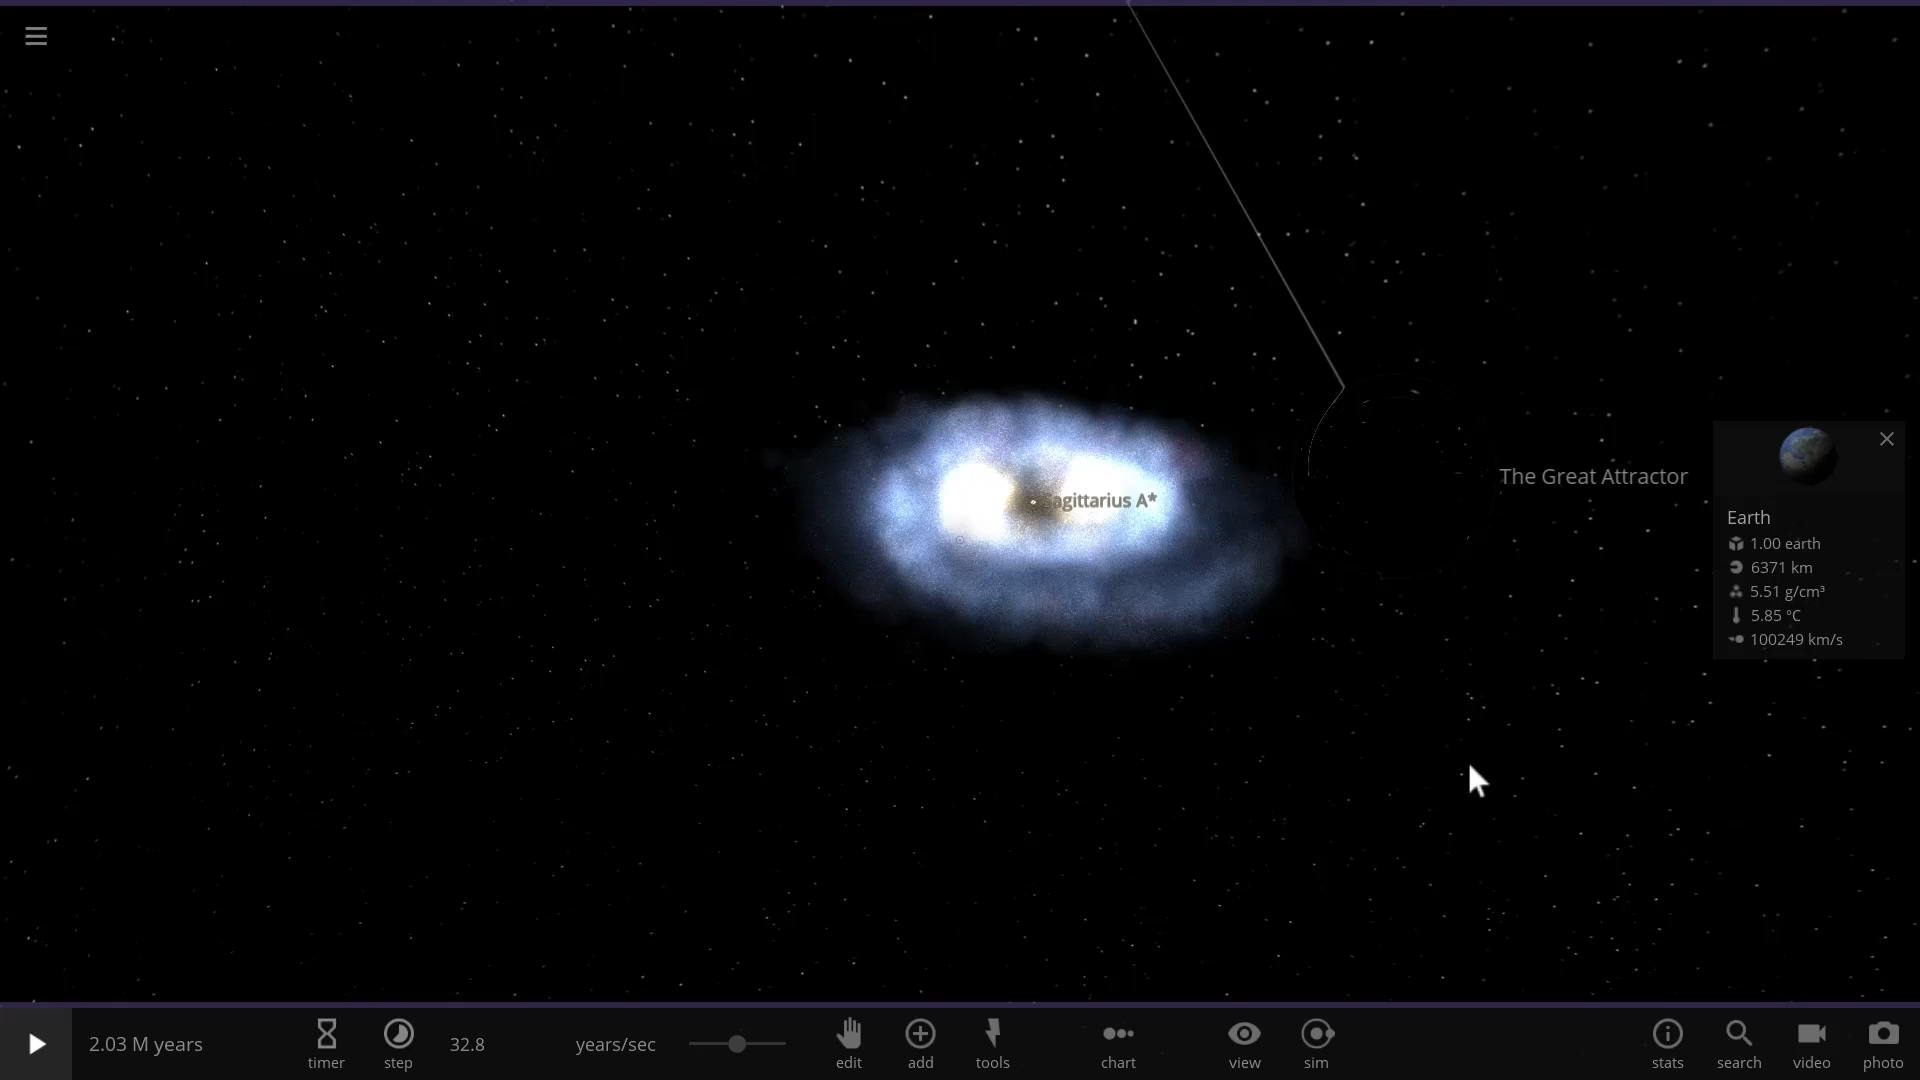 agittarius A*
The Great Attractor
Earth
1.00 earth
6371 km
5.51 g/cm³
5.85 °C
100249 km/s
2.03 M years
timer
step
32.8
years/sec
edit
add
tools
chart
view
sim
stats
search
video
photo